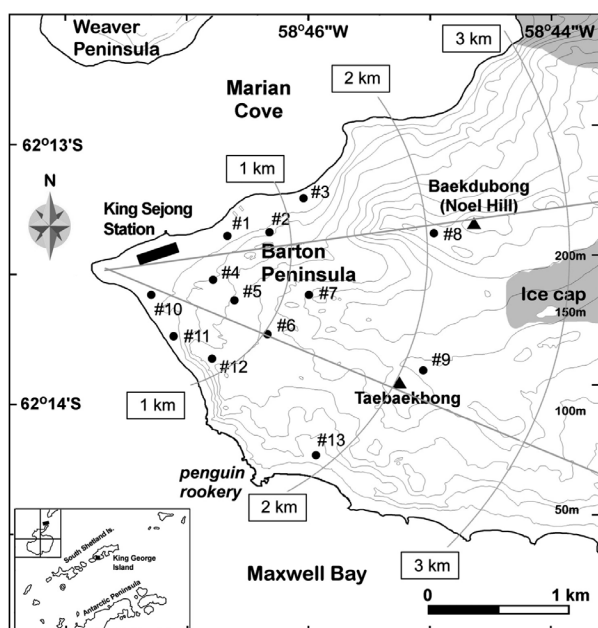 Weaver
Peninsula
58°46"W
58°44"W
3 km
2 km
Marian
Cove
62°13'S
1 km
N
#3
Baekdubong
(Noel Hill)
King Sejong
Station
#1
#2
#8
Barton
Peninsula
200m
#4
#5
#7
Ice cap
150m
#10
#6
#11
#12
#9
Taebaekbong
1 km
62°14'S
100m
#13
penguin
rookery
2 km
50m
South Shetland Is.
King George
Island
3 km
Maxwell Bay
Antarctic Peninsula
0
1 km